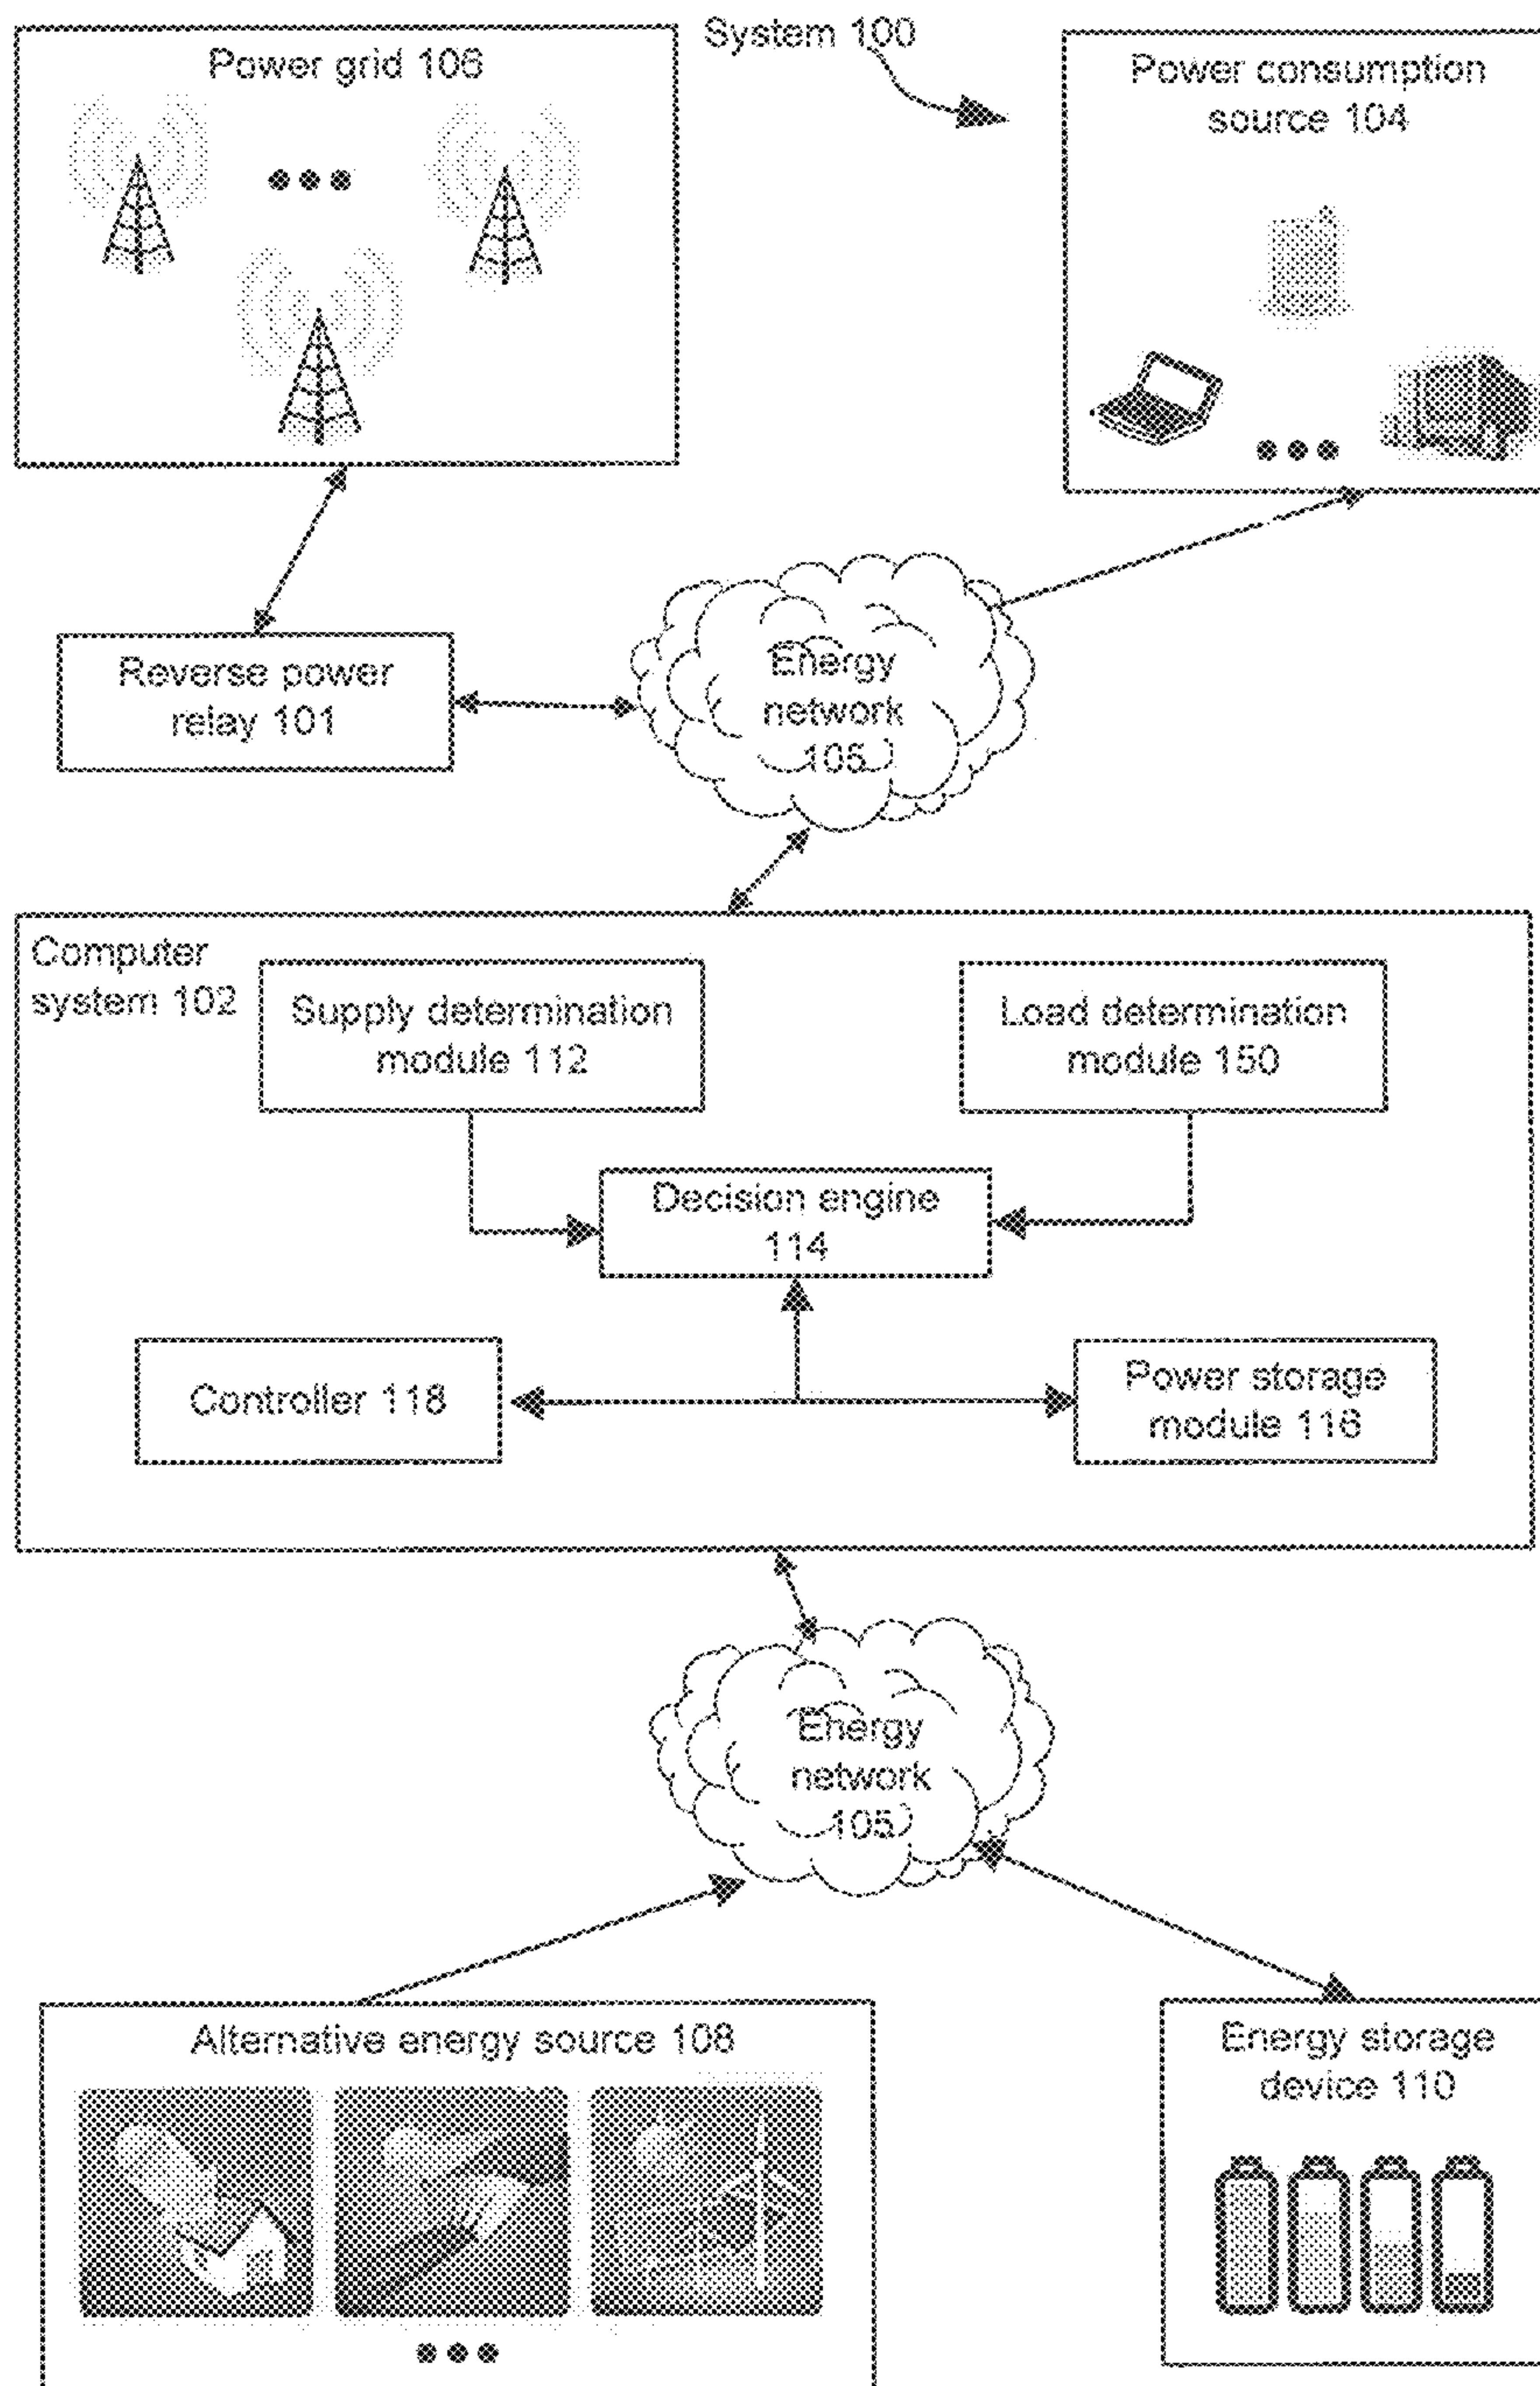 System 100
Power grid 106
Power consumption
source 104
Reverse power
relay 101
Energy
network
105
Computer
system 102
Supply determination
module 112
Load determination
module 150
Decision engine
114
Controller 118
Power storage
module 116
Energy
network
105
Alternative energy source 108
Energy storage
device 110